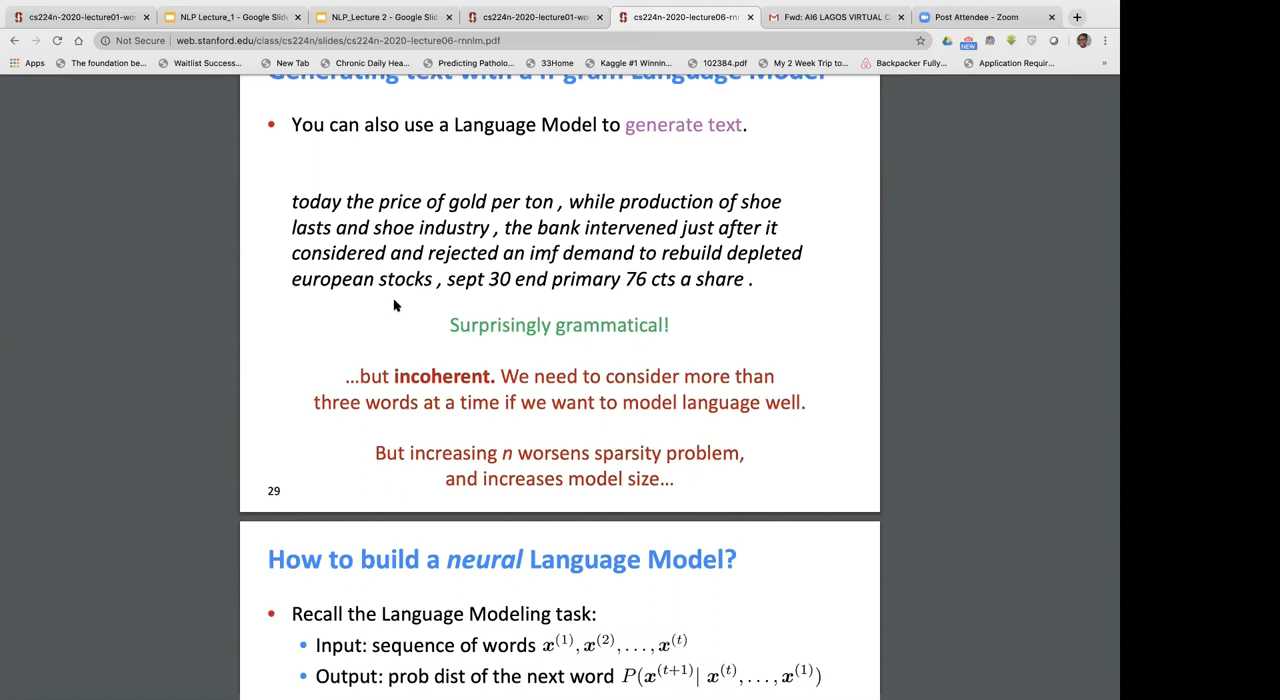 cs224n-2020-lecture01-wo
NLP Lecture_1 - Google Slid
NLP_Lecture 2 - Google Slid
cs224n-2020-lecture01-wo
cs224n-2020-lecture06-rn
Fwd: AI6 LAGOS VIRTUAL C
Post Attendee - Zoom
Not Secure | web.stanford.edu/class/cs224n/slides/cs224n-2020-lecture06-rnnlm.pdf
NEW
Apps The foundation be... Waitlist Success... New Tab Chronic Daily Hea... Predicting Patholo... 33Home Kaggle #1 Winnin... 102384.pdf My 2 Week Trip to... Backpacker Fully... Application Requir... »
Generating text with a n-gram Language Model
• You can also use a Language Model to generate text.
today the price of gold per ton , while production of shoe
lasts and shoe industry , the bank intervened just after it
considered and rejected an imf demand to rebuild depleted
european stocks , sept 30 end primary 76 cts a share .
Surprisingly grammatical!
...but incoherent. We need to consider more than
three words at a time if we want to model language well.
But increasing n worsens sparsity problem,
and increases model size...
29
How to build a neural Language Model?
• Recall the Language Modeling task:
• Input: sequence of words x^(1), x^(2), ..., x^(t)
• Output: prob dist of the next word P(x^(t+1)| x^(t), ..., x^(1))